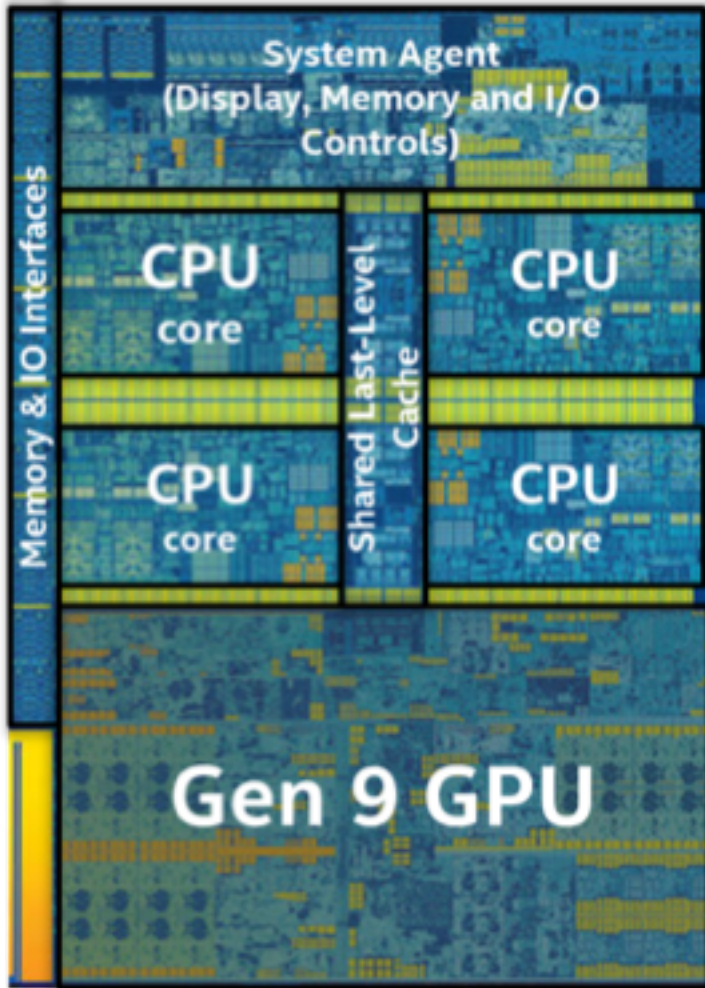 System Agent
(Display, Memory and I/O
Controls)
Memory & IO Interfaces
CPU
core
CPU
core
Shared Last-Level
Cache
CPU
core
CPU
core
Gen 9 GPU